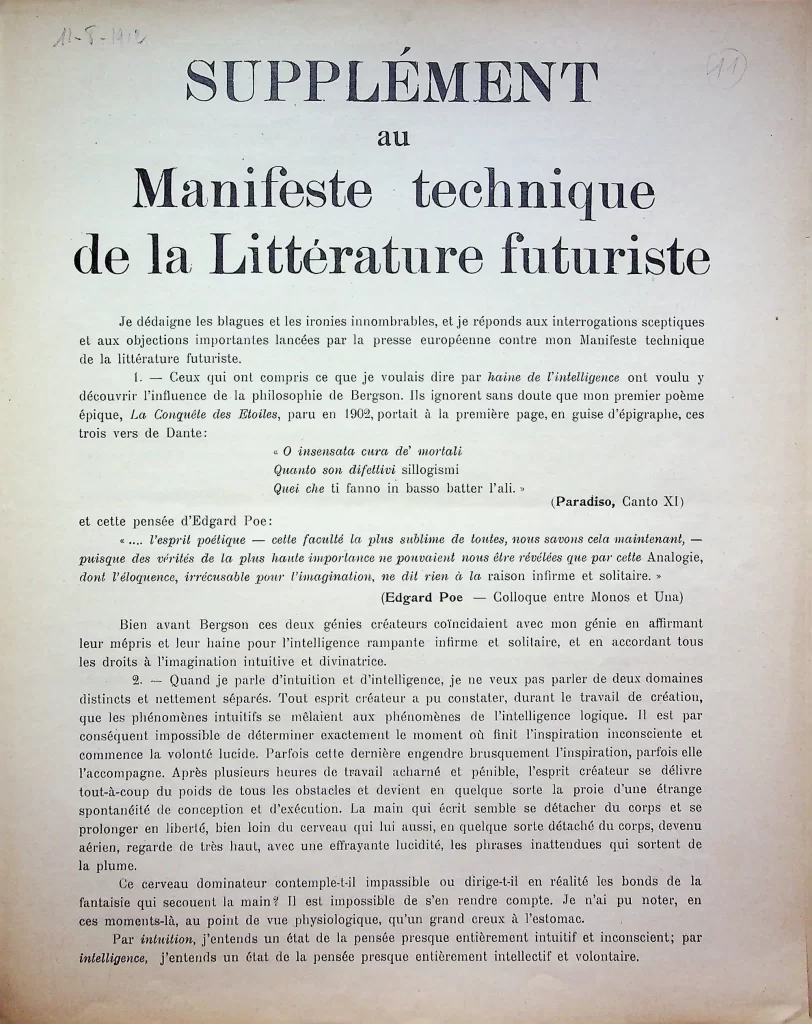 11-8-1912
11
SUPPLÉMENT
au
Manifeste technique
de la Littérature futuriste
Je dédaigne les blagues et les ironies innombrables, et je réponds aux interrogations sceptiques
et aux objections importantes lancées par la presse européenne contre mon Manifeste technique
de la littérature futuriste.
1. — Ceux qui ont compris ce que je voulais dire par haine de l'intelligence ont voulu y
découvrir l'influence de la philosophie de Bergson. Ils ignorent sans doute que mon premier poème
épique, La Conquête des Etoiles, paru en 1902, portait à la première page, en guise d'épigraphe, ces
trois vers de Dante:
« O insensata cura de' mortali
Quanto son difettivi sillogismi
Quei che ti fanno in basso batter l'ali. »
(Paradiso, Canto XI)
et cette pensée d'Edgard Poe:
« .... l'esprit poétique — cette faculté la plus sublime de toutes, nous savons cela maintenant, —
puisque des vérités de la plus haute importance ne pouvaient nous être révélées que par cette Analogie,
dont l'éloquence, irrécusable pour l'imagination, ne dit rien à la raison infirme et solitaire. »
(Edgard Poe — Colloque entre Monos et Una)
Bien avant Bergson ces deux génies créateurs coïncidaient avec mon génie en affirmant
leur mépris et leur haine pour l'intelligence rampante infirme et solitaire, et en accordant tous
les droits à l'imagination intuitive et divinatrice.
2. — Quand je parle d'intuition et d'intelligence, je ne veux pas parler de deux domaines
distincts et nettement séparés. Tout esprit créateur a pu constater, durant le travail de création,
que les phénomènes intuitifs se mêlaient aux phénomènes de l'intelligence logique. Il est par
conséquent impossible de déterminer exactement le moment où finit l'inspiration inconsciente et
commence la volonté lucide. Parfois cette dernière engendre brusquement l'inspiration, parfois elle
l'accompagne. Après plusieurs heures de travail acharné et pénible, l'esprit créateur se délivre
tout-à-coup du poids de tous les obstacles et devient en quelque sorte la proie d'une étrange
spontanéité de conception et d'exécution. La main qui écrit semble se détacher du corps et se
prolonger en liberté, bien loin du cerveau qui lui aussi, en quelque sorte détaché du corps, devenu
aérien, regarde de très haut, avec une effrayante lucidité, les phrases inattendues qui sortent de
la plume.
Ce cerveau dominateur contemple-t-il impassible ou dirige-t-il en réalité les bonds de la
fantaisie qui secouent la main? Il est impossible de s'en rendre compte. Je n'ai pu noter, en
ces moments-là, au point de vue physiologique, qu'un grand creux à l'estomac.
Par intuition, j'entends un état de la pensée presque entièrement intuitif et inconscient; par
intelligence, j'entends un état de la pensée presque entièrement intellectif et volontaire.